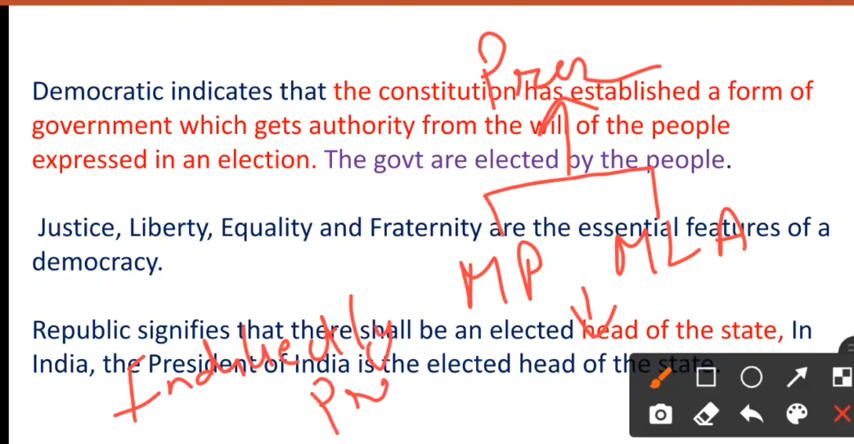 Pres
Democratic indicates that the constitution has established a form of
government which gets authority from the will of the people
expressed in an election. The govt are elected by the people.
Justice, Liberty, Equality and Fraternity are the essential features of a
democracy.
MP MLA
Republic signifies that there shall be an elected head of the state, In
India, the President of India is the elected head of the state.